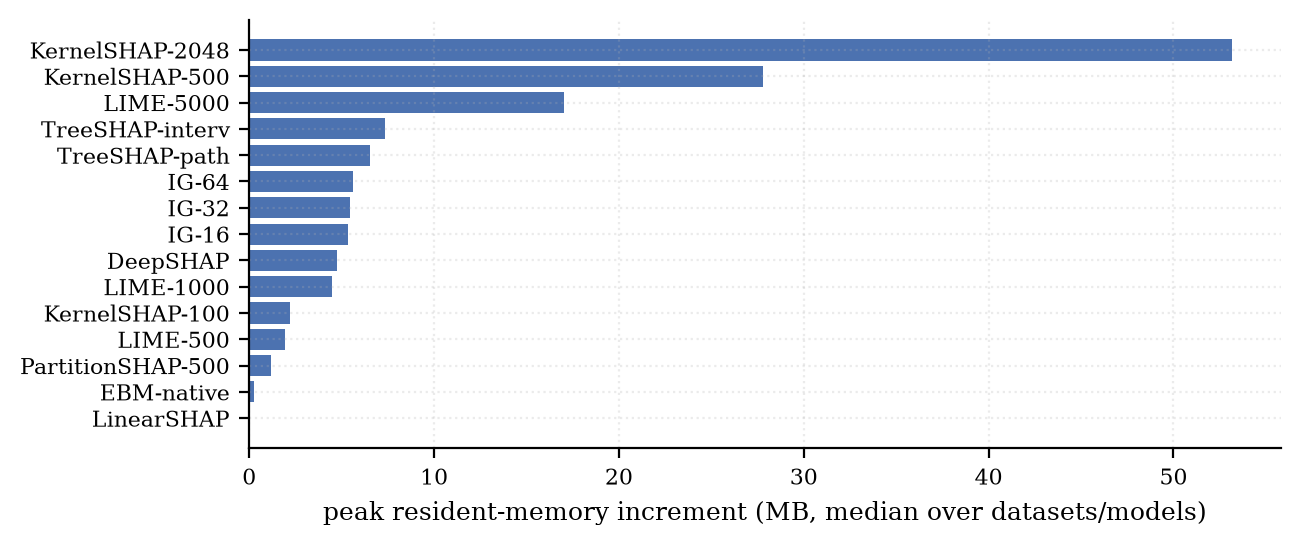 KernelSHAP-2048
KernelSHAP-500
LIME-5000
TreeSHAP-interv
TreeSHAP-path
IG-64
IG-32
IG-16
DeepSHAP
LIME-1000
KernelSHAP-100
LIME-500
PartitionSHAP-500
EBM-native
LinearSHAP
0 10 20 30 40 50
peak resident-memory increment (MB, median over datasets/models)